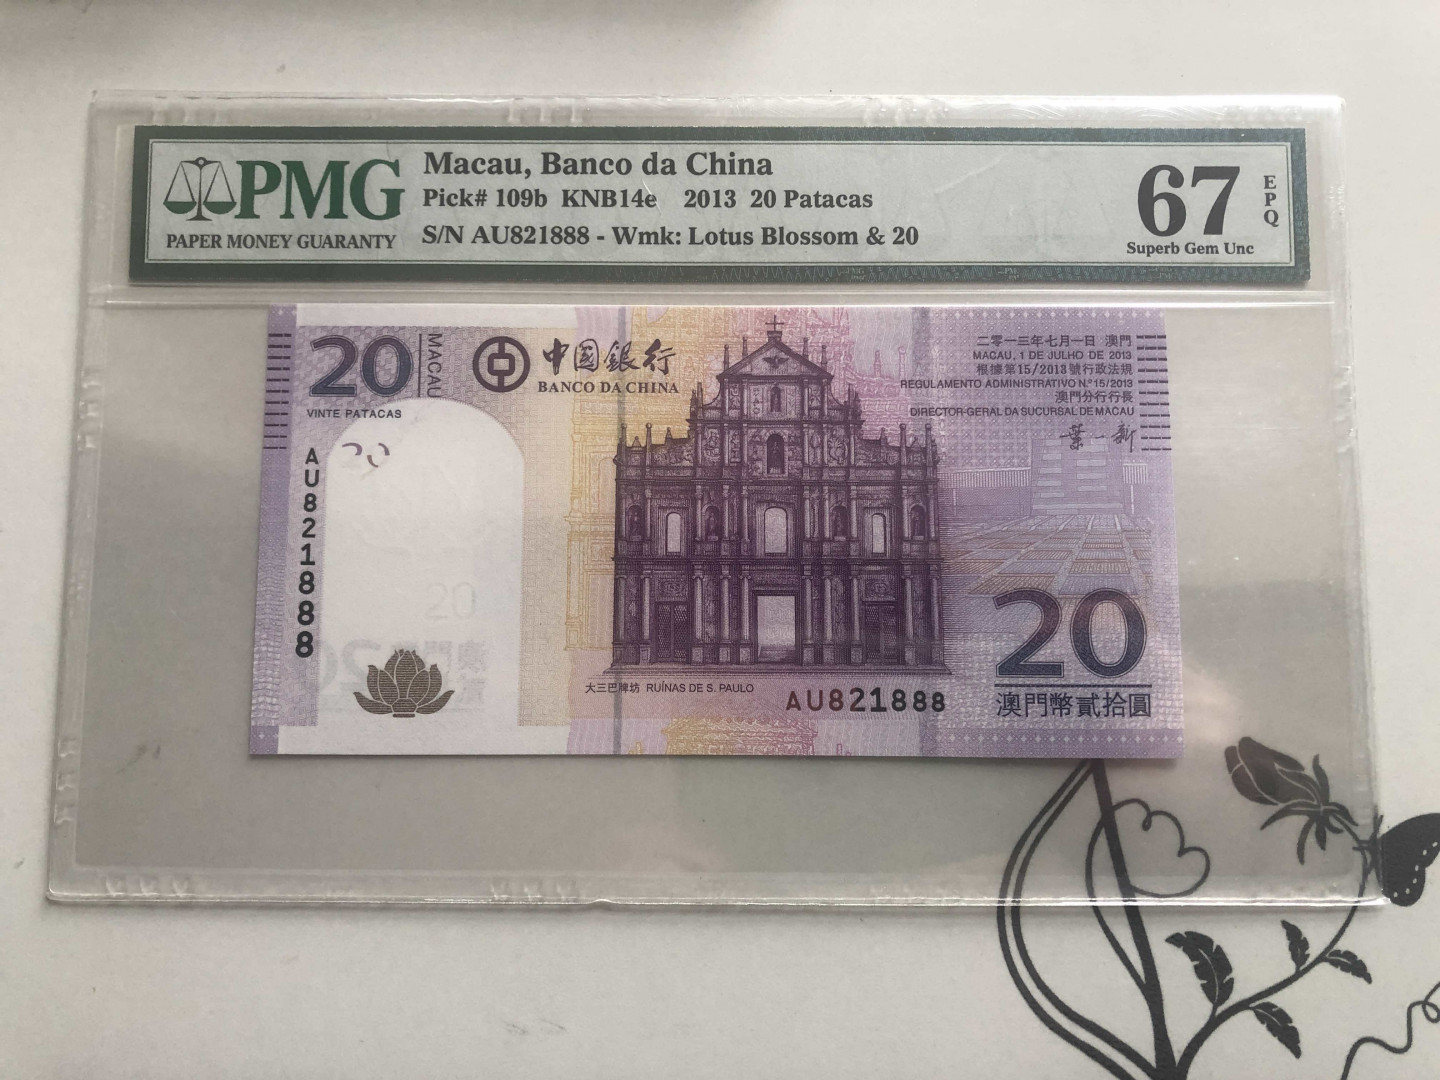 PMG
PAPER MONEY GUARANTY
Macau, Banco da China
Pick# 109b KNB14e 2013 20 Patacas
S/N AU821888 - Wmk: Lotus Blossom & 20
67
EPQ
Superb Gem Unc
20
MACAU
VINTE PATACAS
中國銀行
BANCO DA CHINA
二零一三年七月一日 澳門
MACAU, 1 DE JULHO DE 2013
根據第15/2013號行政法規
REGULAMENTO ADMINISTRATIVO N.º 15/2013
澳門分行行長
DIRECTOR-GERAL DA SUCURSAL DE MACAU
葉一新
AU821888
20
大三巴牌坊 RUÍNAS DE S. PAULO
AU821888
20
澳門幣貳拾圓